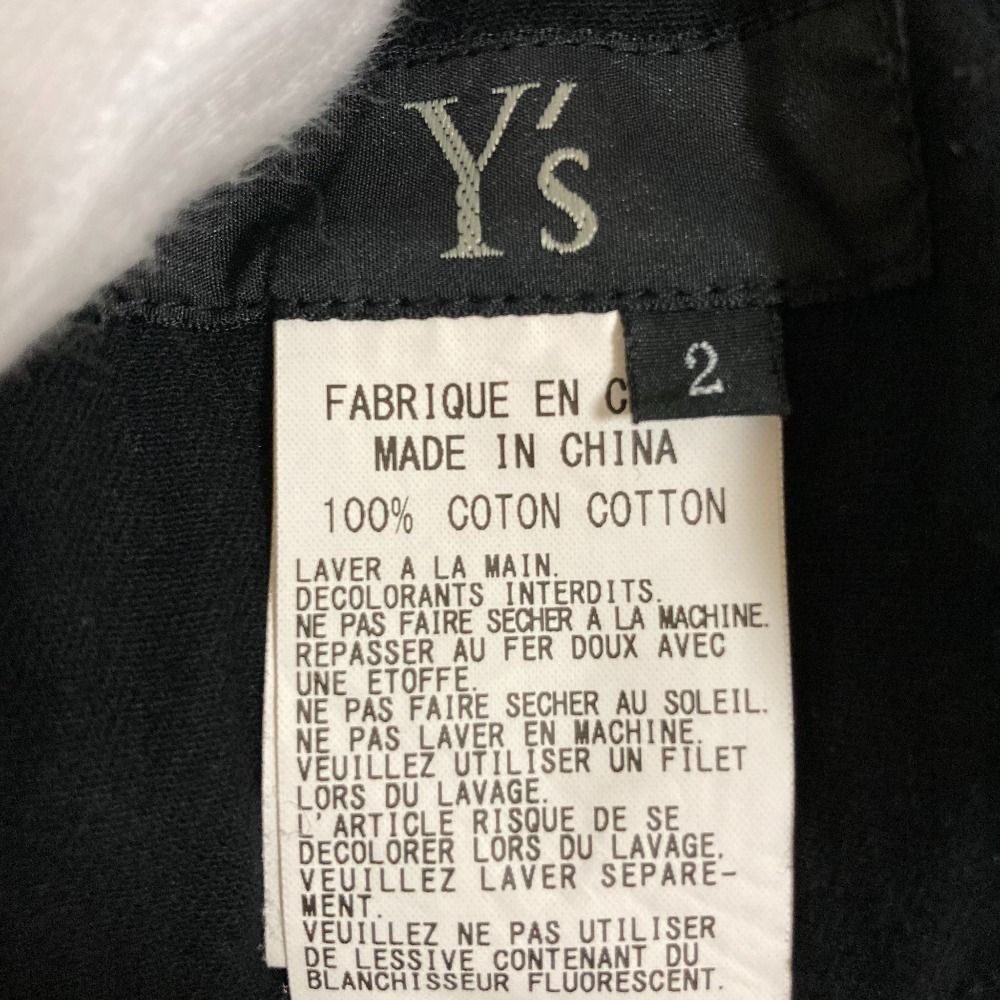 Y's
2
FABRIQUE EN
MADE IN CHINA
100% COTON COTTON
LAVER A LA MAIN.
DECOLORANTS INTERDITS.
NE PAS FAIRE SECHER A LA MACHINE.
REPASSER AU FER DOUX AVEC
UNE ETOFFE.
NE PAS FAIRE SECHER AU SOLEIL.
NE PAS LAVER EN MACHINE.
VEUILLEZ UTILISER UN FILET
LORS DU LAVAGE.
L'ARTICLE RISQUE DE SE
DECOLORER LORS DU LAVAGE.
VEUILLEZ LAVER SEPARE-
MENT.
VEUILLEZ NE PAS UTILISER
DE LESSIVE CONTENANT DU
BLANCHISSEUR FLUORESCENT.